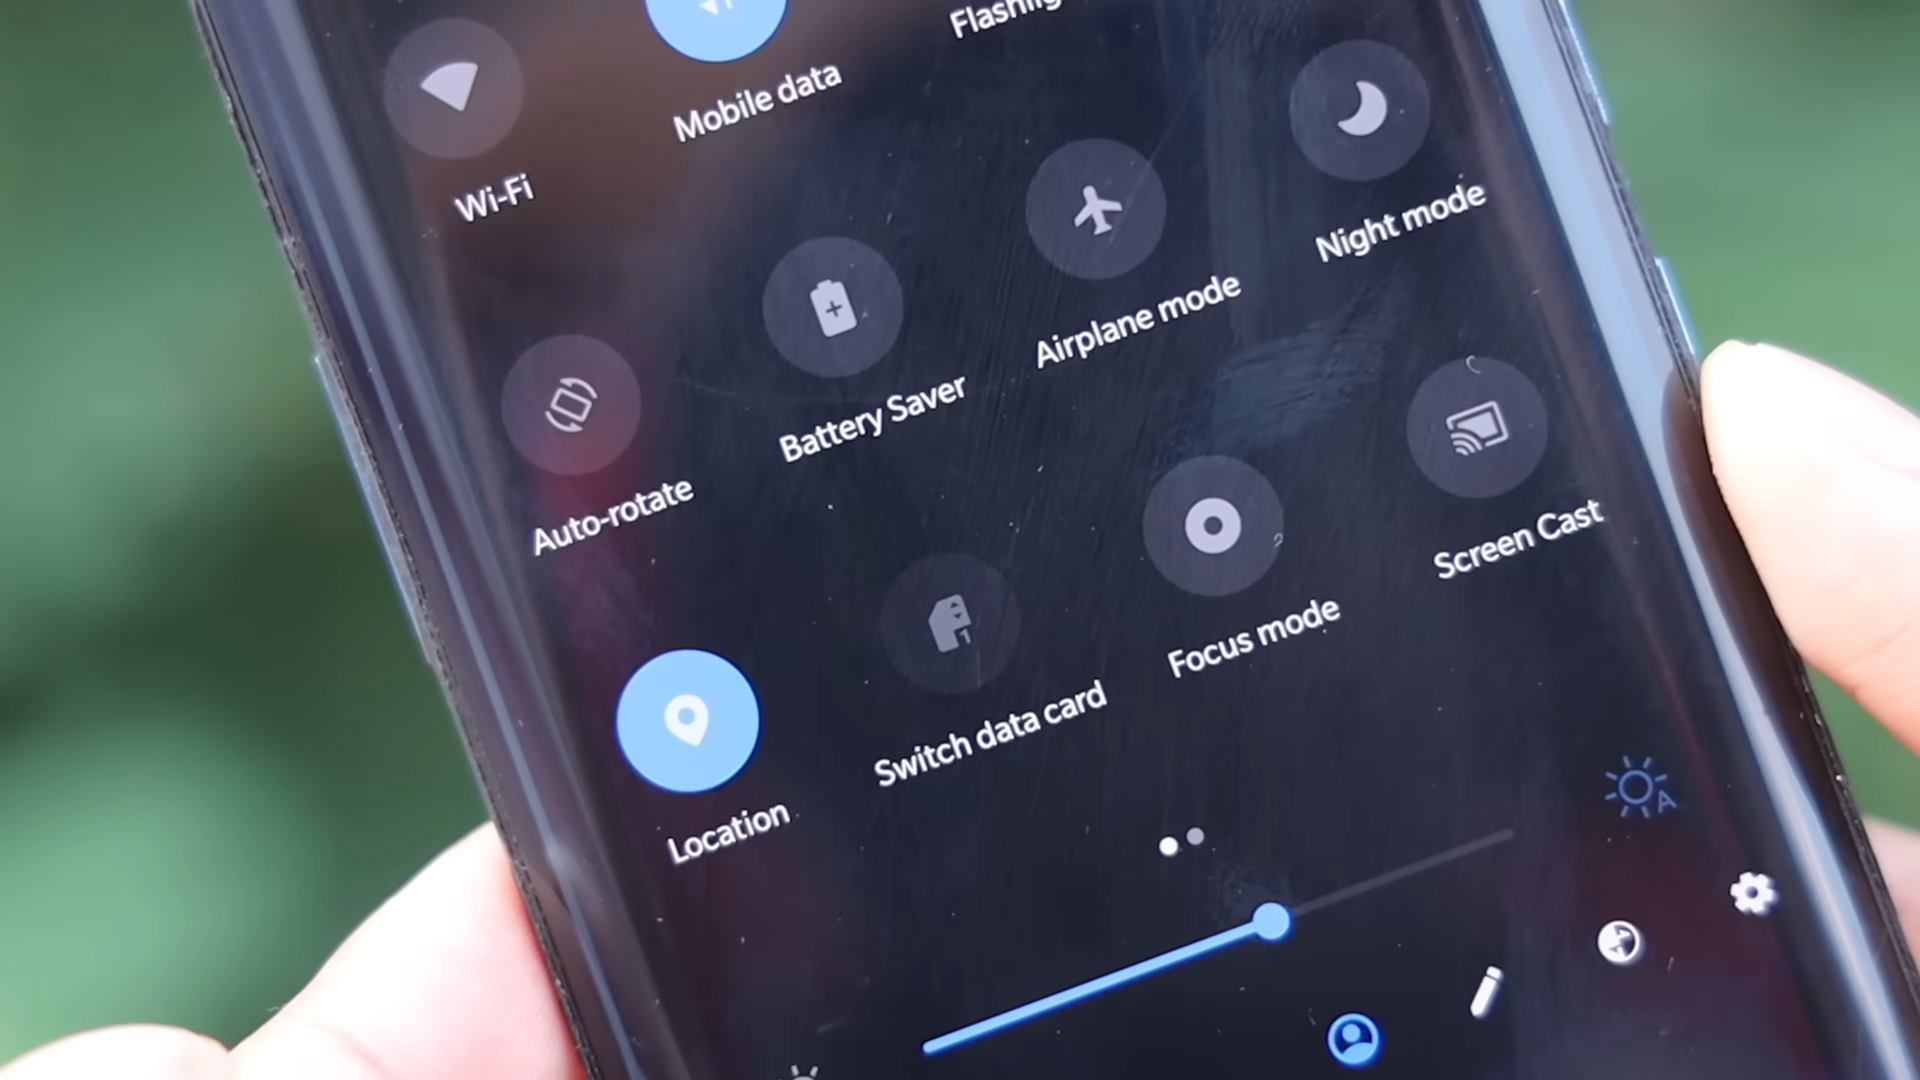 Wi-Fi
Mobile data
Flashlig
Auto-rotate
Battery Saver
Airplane mode
Night mode
Location
Switch data card
Focus mode
Screen Cast